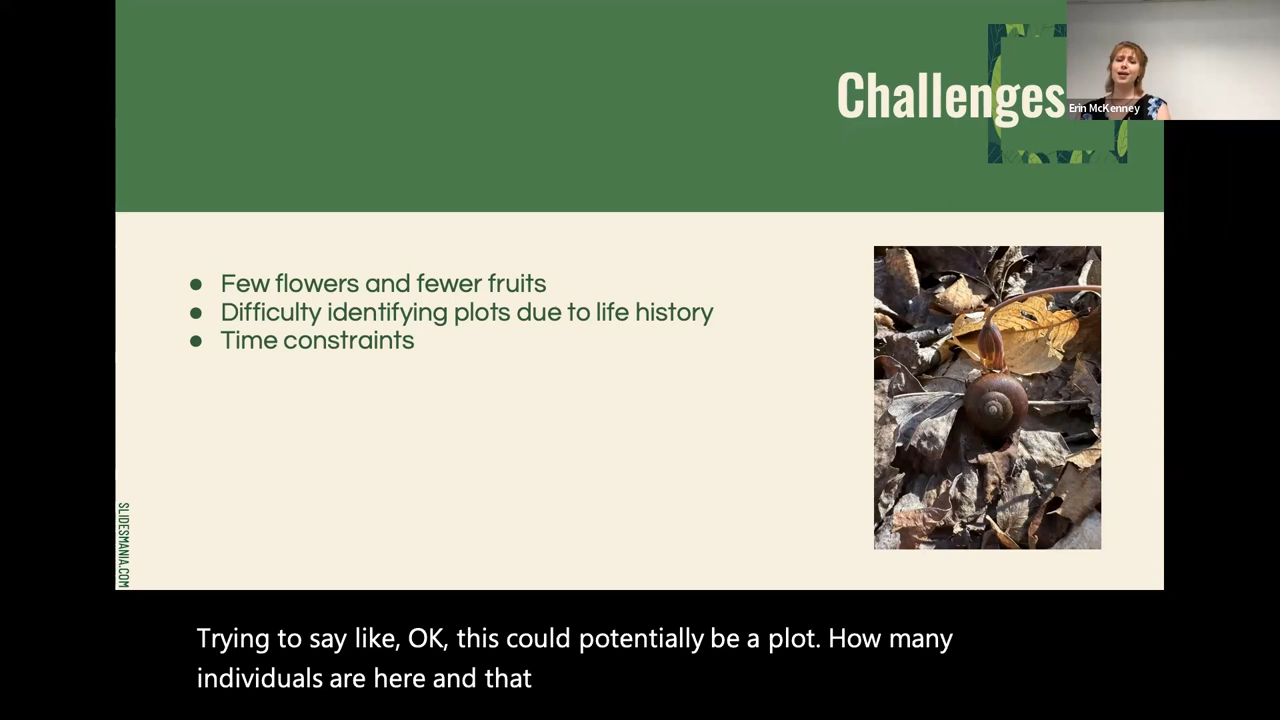 Challenges
Erin McKenney
● Few flowers and fewer fruits
● Difficulty identifying plots due to life history
● Time constraints
SLIDESMANIA.COM
Trying to say like, OK, this could potentially be a plot. How many
individuals are here and that